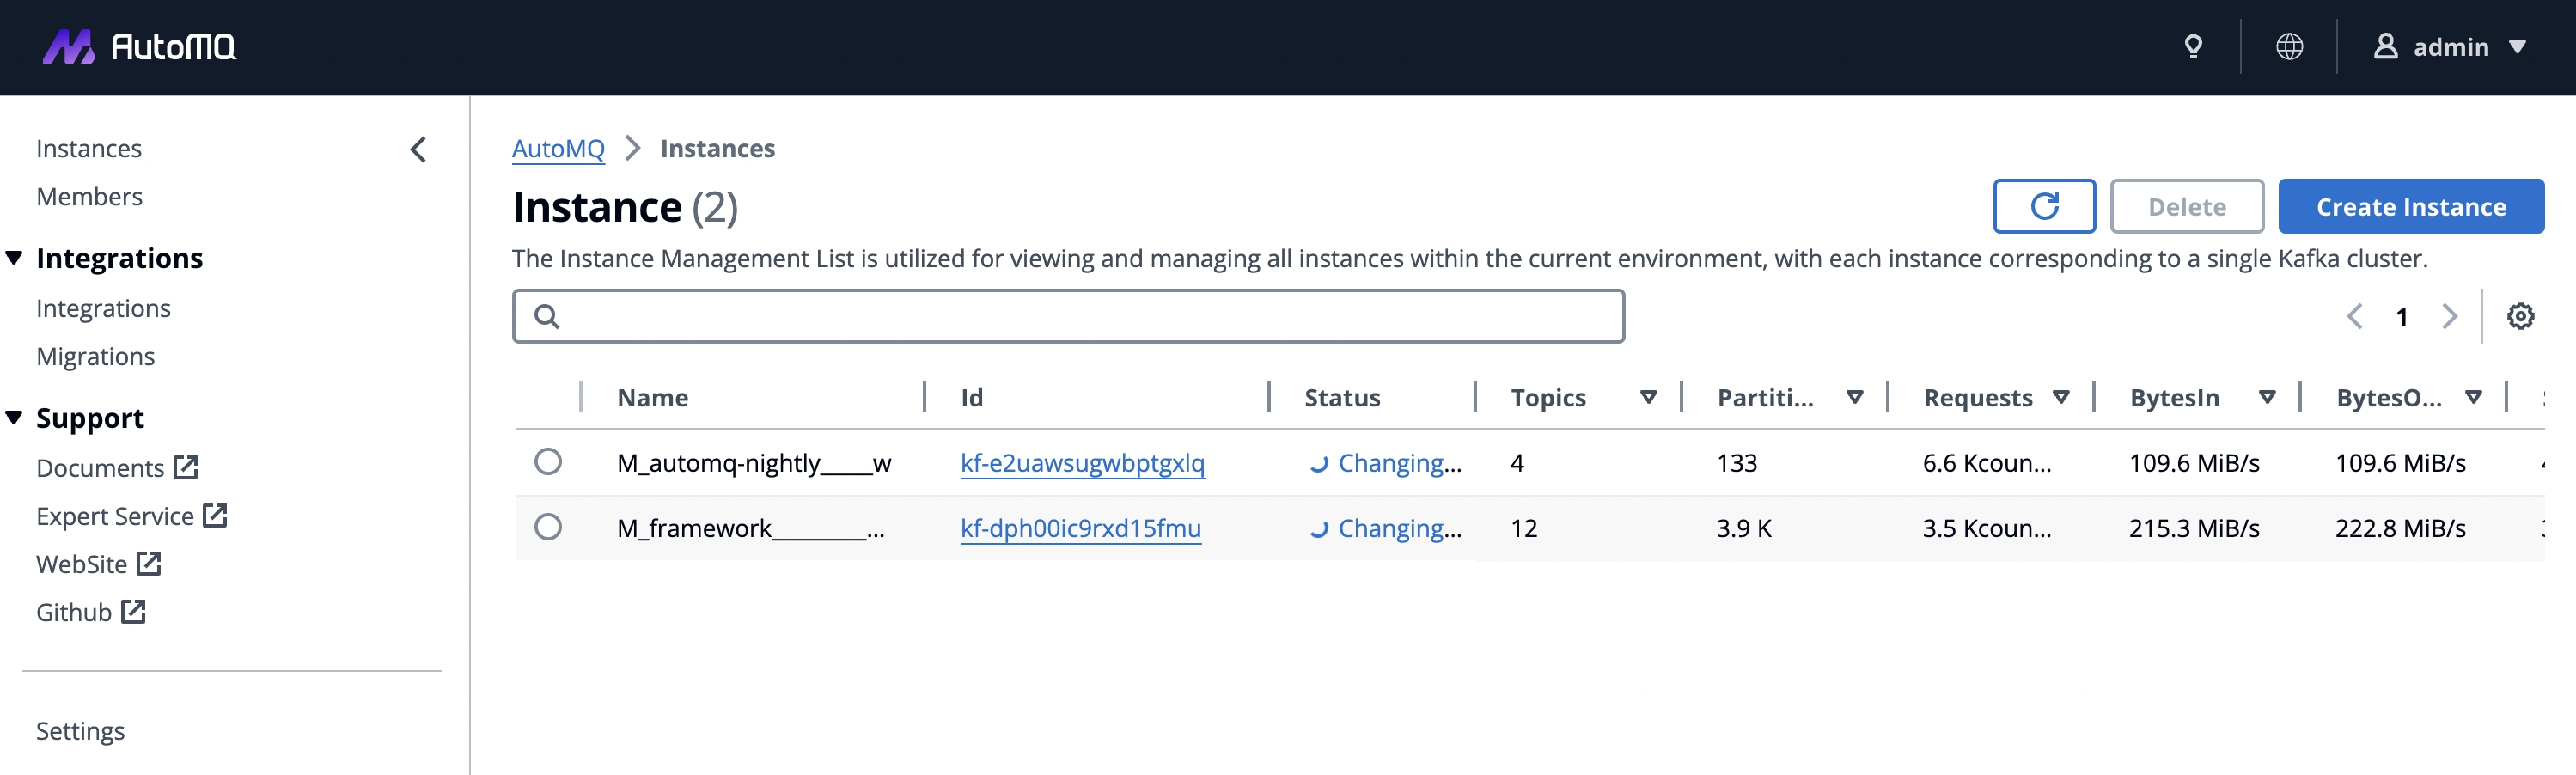 AutoMQ
admin
Instances
Members
Integrations
Integrations
Migrations
Support
Documents
Expert Service
WebSite
Github
Settings
AutoMQ > Instances
Instance (2)
Delete
Create Instance
The Instance Management List is utilized for viewing and managing all instances within the current environment, with each instance corresponding to a single Kafka cluster.
1
Name Id Status Topics Partiti... Requests BytesIn BytesO...
M_automq-nightly_____w kf-e2uawsugwbptgxlq Changing... 4 133 6.6 Kcoun... 109.6 MiB/s 109.6 MiB/s
M_framework_________... kf-dph00ic9rxd15fmu Changing... 12 3.9 K 3.5 Kcoun... 215.3 MiB/s 222.8 MiB/s